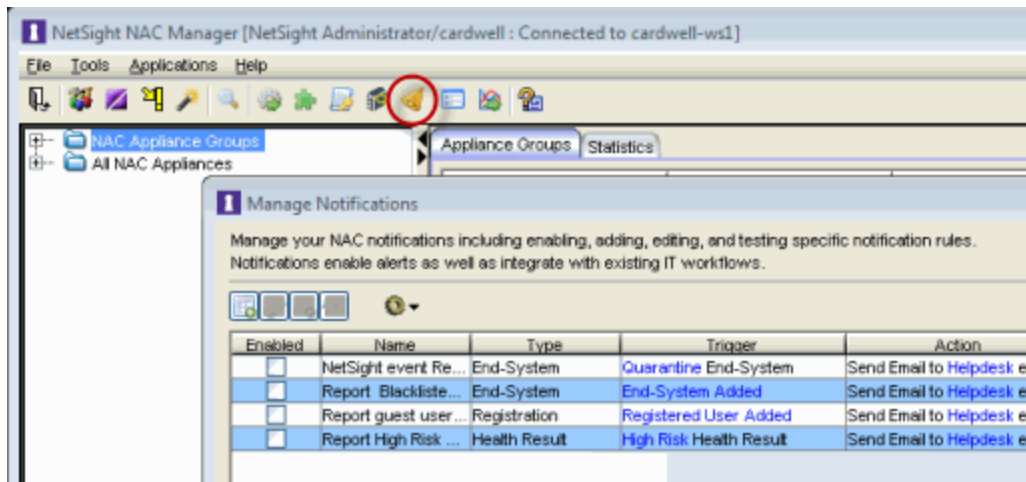 NetSight NAC Manager [NetSight Administrator/cardwell : Connected to cardwell-ws1]
File Tools Applications Help
NAC Appliance Groups
All NAC Appliances
Appliance Groups Statistics
Manage Notifications
Manage your NAC notifications including enabling, adding, editing, and testing specific notification rules.
Notifications enable alerts as well as integrate with existing IT workflows.
Enabled Name Type Trigger Action
NetSight event Re... End-System Quarantine End-System Send Email to Helpdesk e
Report Blackliste... End-System End-System Added Send Email to Helpdesk e
Report guest user... Registration Registered User Added Send Email to Helpdesk e
Report High Risk ... Health Result High Risk Health Result Send Email to Helpdesk e